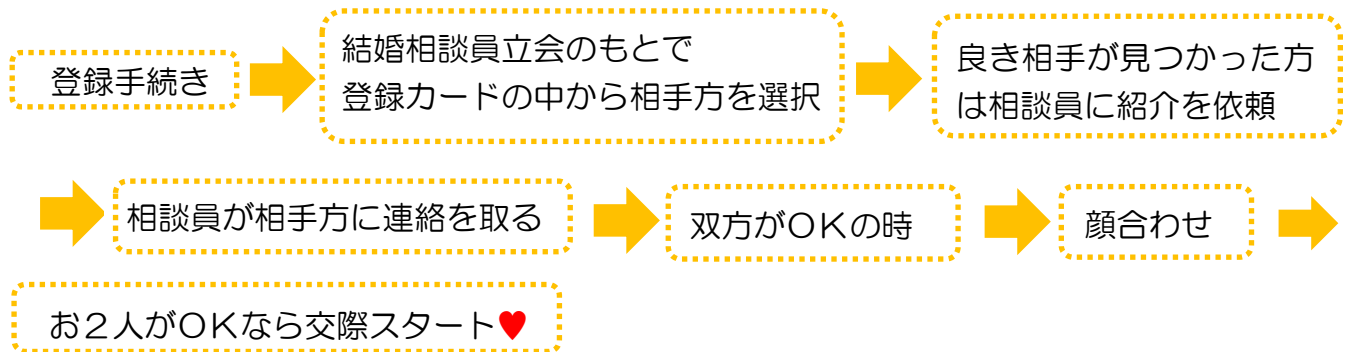 登録手続き
結婚相談員立会のもとで
登録カードの中から相手方を選択
良き相手が見つかった方
は相談員に紹介を依頼
相談員が相手方に連絡を取る
双方がＯＫの時
顔合わせ
お２人がＯＫなら交際スタート♥